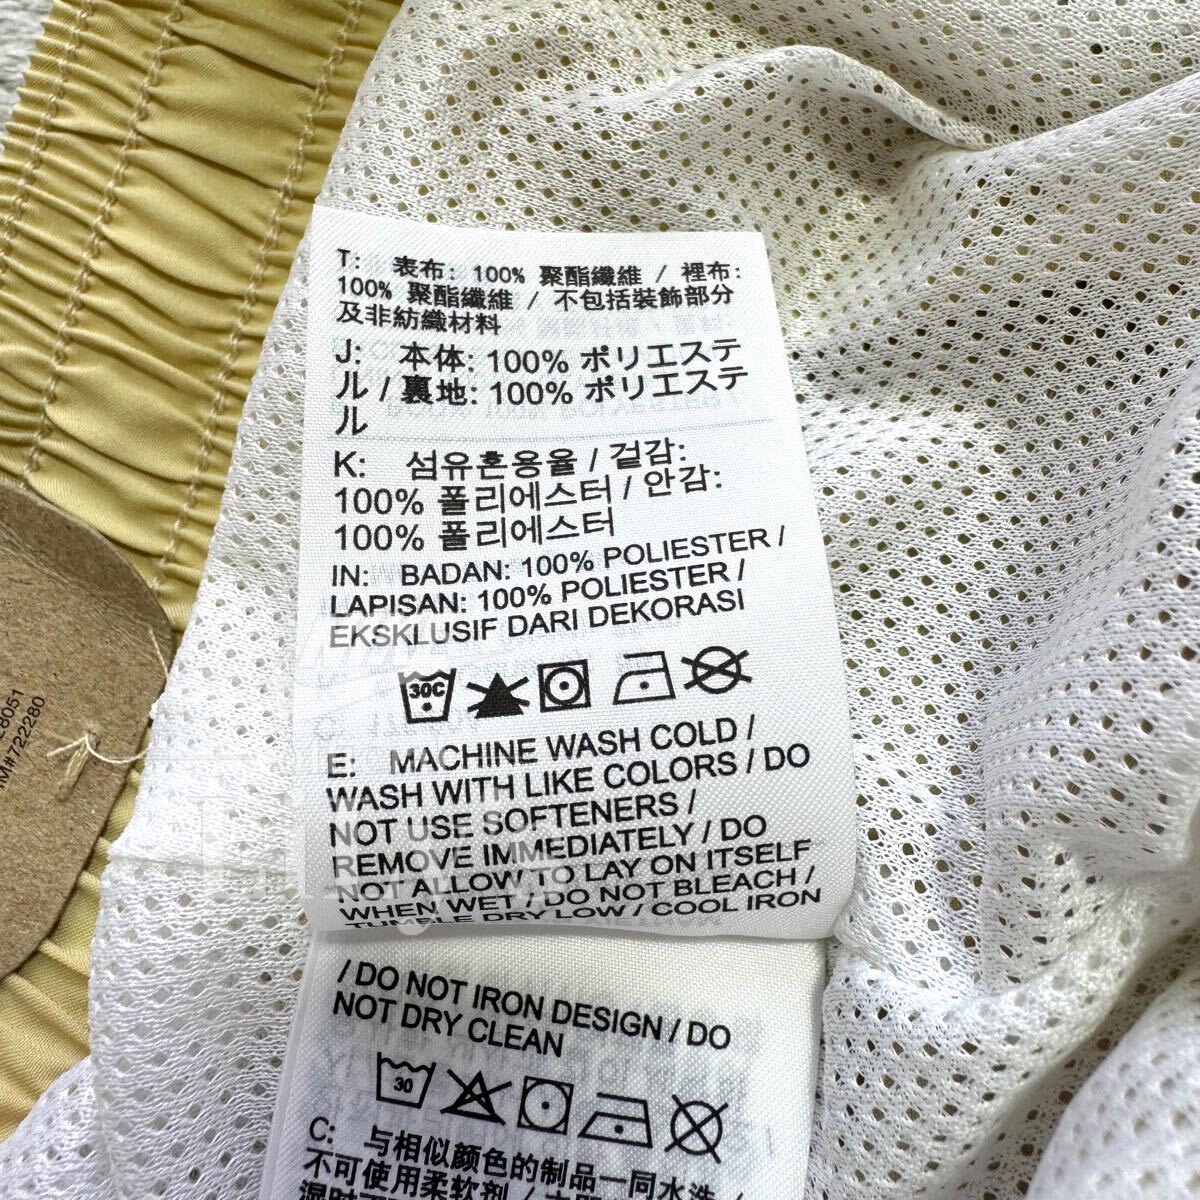 T: 表布: 100% 聚酯纖維 / 裡布:
100% 聚酯纖維 / 不包括裝飾部分
及非紡織材料
J: 本体: 100% ポリエステ
ル / 裏地: 100% ポリエステ
ル
K: 섬유혼용율 / 겉감:
100% 폴리에스터 / 안감:
100% 폴리에스터
IN: BADAN: 100% POLIESTER /
LAPISAN: 100% POLIESTER /
EKSKLUSIF DARI DEKORASI
30C
E: MACHINE WASH COLD /
WASH WITH LIKE COLORS / DO
NOT USE SOFTENERS /
REMOVE IMMEDIATELY / DO
NOT ALLOW TO LAY ON ITSELF
WHEN WET / DO NOT BLEACH /
TUMBLE DRY LOW / COOL IRON
/ DO NOT IRON DESIGN / DO
NOT DRY CLEAN
30
C: 与相似颜色的制品一同水洗 /
不可使用柔软剂 /
28051
M#722280